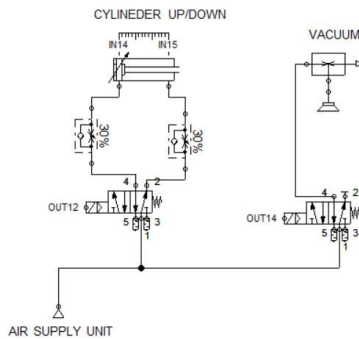 CYLINEDER UP/DOWN
VACUUM
IN14 IN15
30% 30%
4 2
OUT12
5 3
1
4 2
OUT14
5 3
1
AIR SUPPLY UNIT